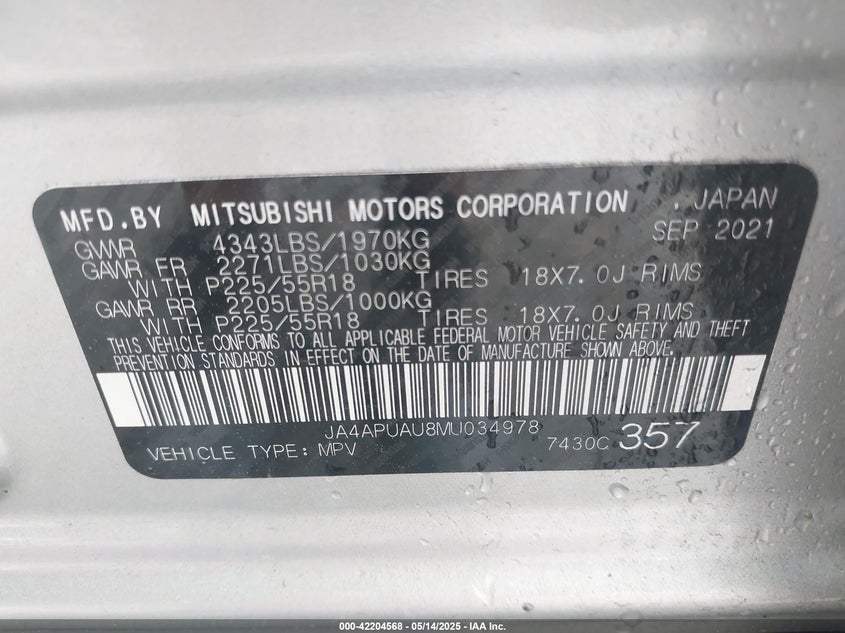 MFD.BY MITSUBISHI MOTORS CORPORATION , JAPAN
GVWR 4343LBS/1970KG SEP 2021
GAWR FR 2271LBS/1030KG
WITH P225/55R18 TIRES 18X7.0J RIMS
GAWR RR 2205LBS/1000KG
WITH P225/55R18 TIRES 18X7.0J RIMS
THIS VEHICLE CONFORMS TO ALL APPLICABLE FEDERAL MOTOR VEHICLE SAFETY AND THEFT
PREVENTION STANDARDS IN EFFECT ON THE DATE OF MANUFACTURE SHOWN ABOVE.
JA4APUAU8MU034978
VEHICLE TYPE: MPV 7430C 357
000-42204568 - 05/14/2025 - IAA Inc.